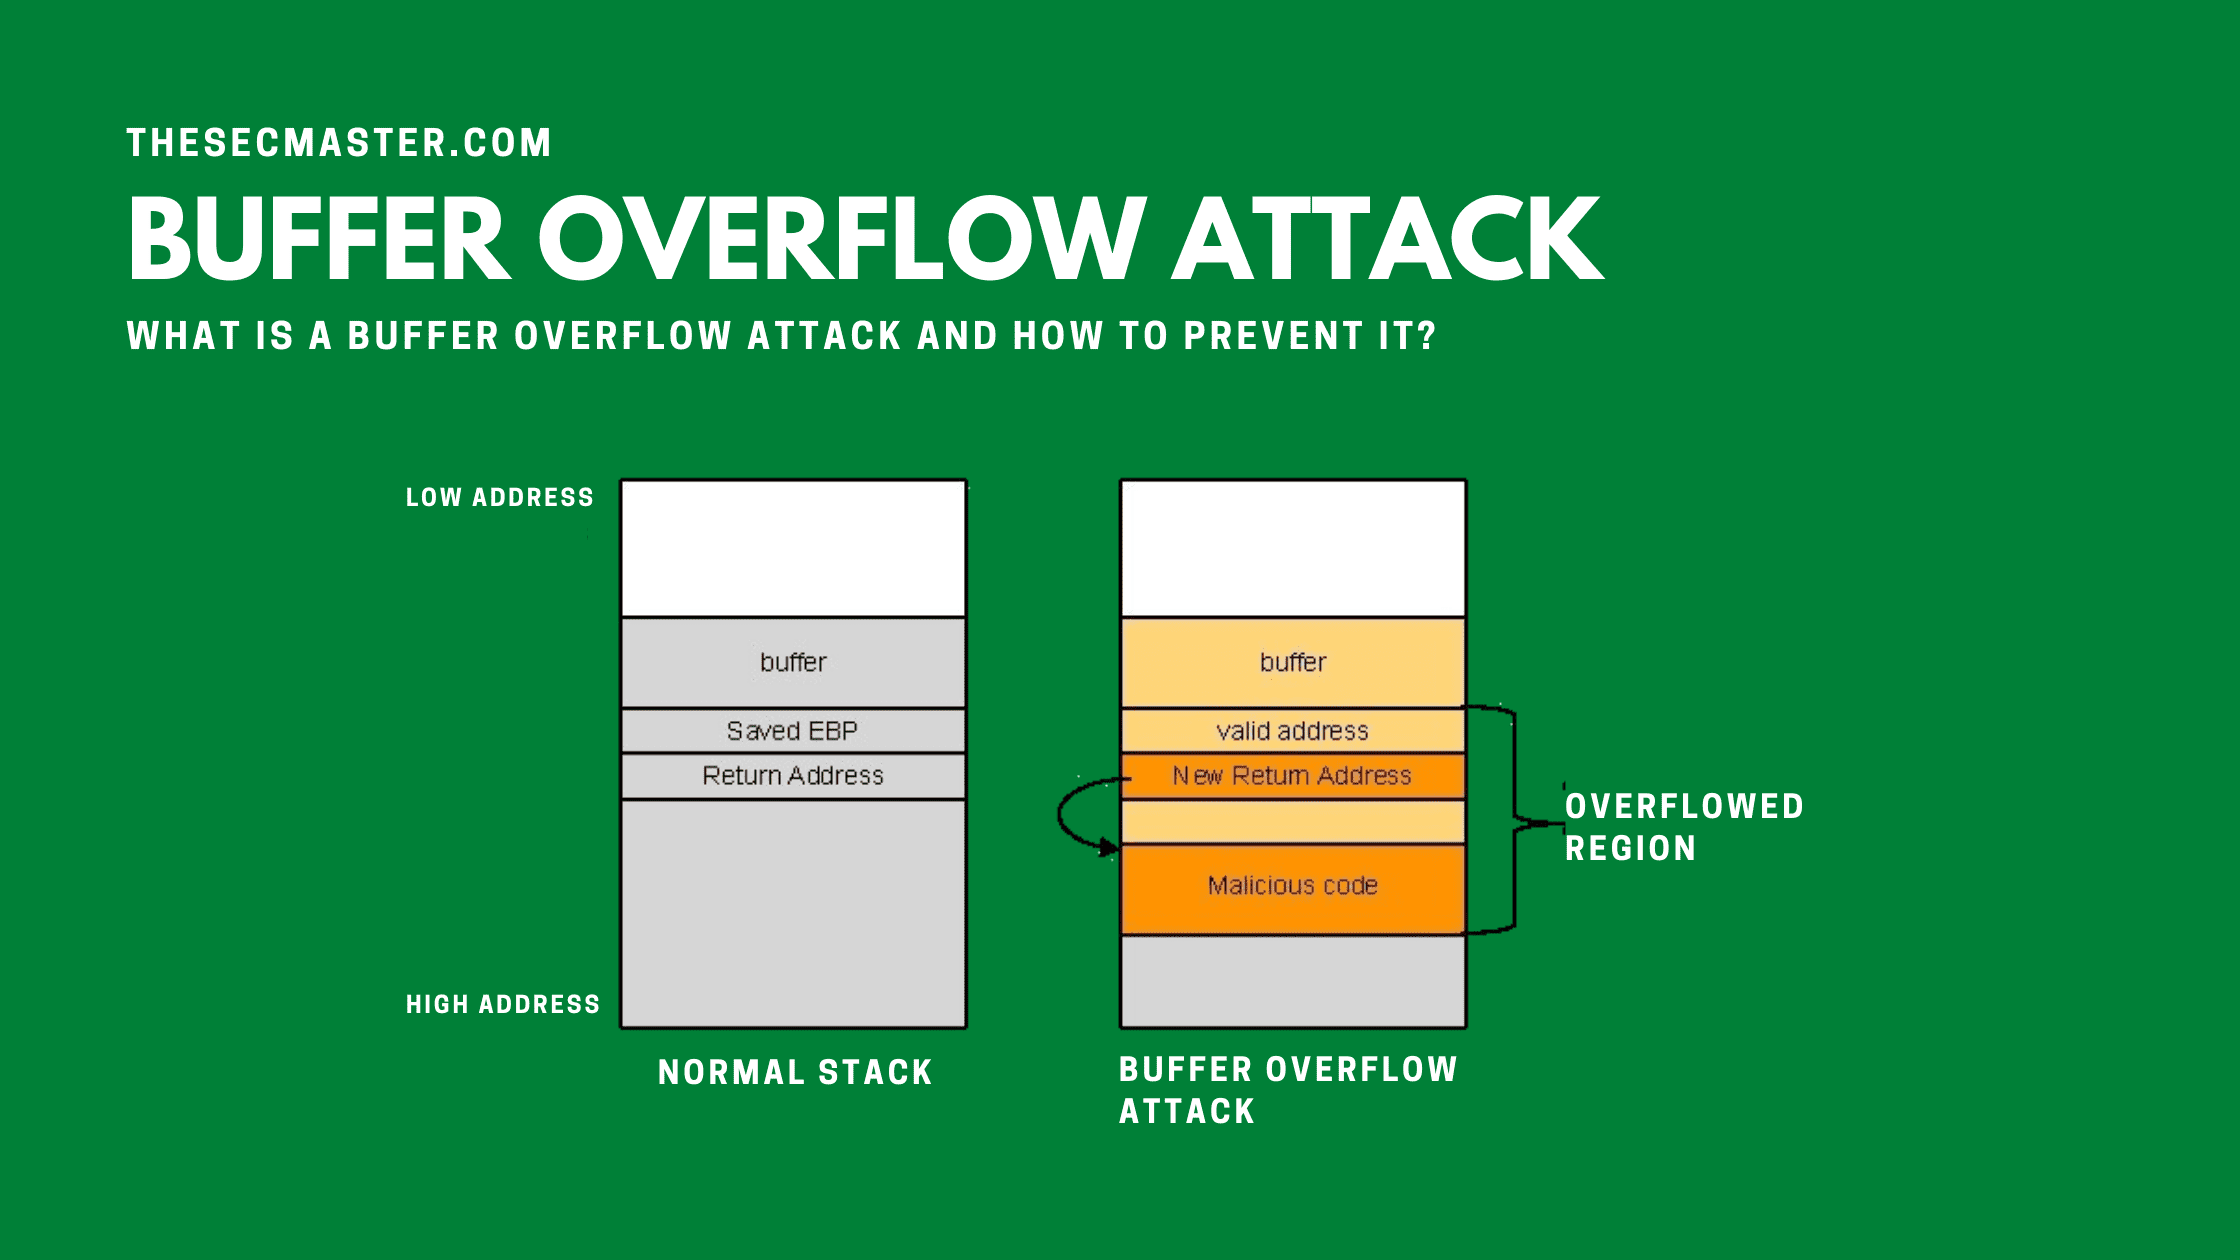 THESECMASTER.COM
BUFFER OVERFLOW ATTACK
WHAT IS A BUFFER OVERFLOW ATTACK AND HOW TO PREVENT IT?
LOW ADDRESS
buffer
Saved EBP
Return Address
HIGH ADDRESS
NORMAL STACK
buffer
valid address
New Return Address
Malicious code
OVERFLOWED
REGION
BUFFER OVERFLOW
ATTACK